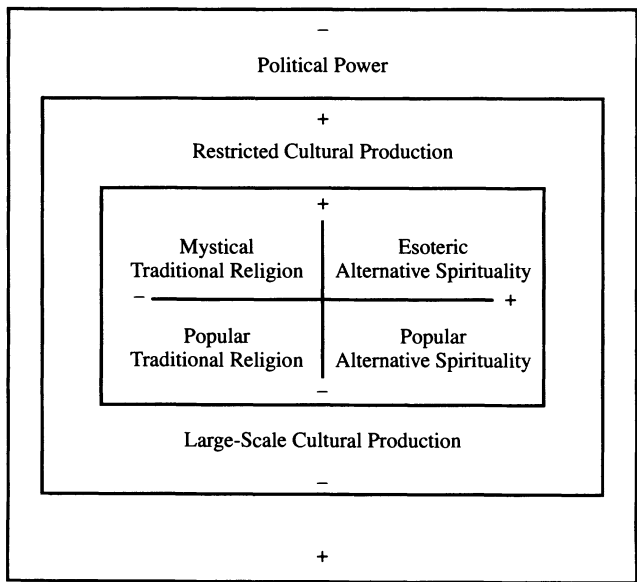 −
Political Power
+
Restricted Cultural Production
+
Mystical
Traditional Religion
Esoteric
Alternative Spirituality
− +
Popular
Traditional Religion
Popular
Alternative Spirituality
−
Large-Scale Cultural Production
−
+